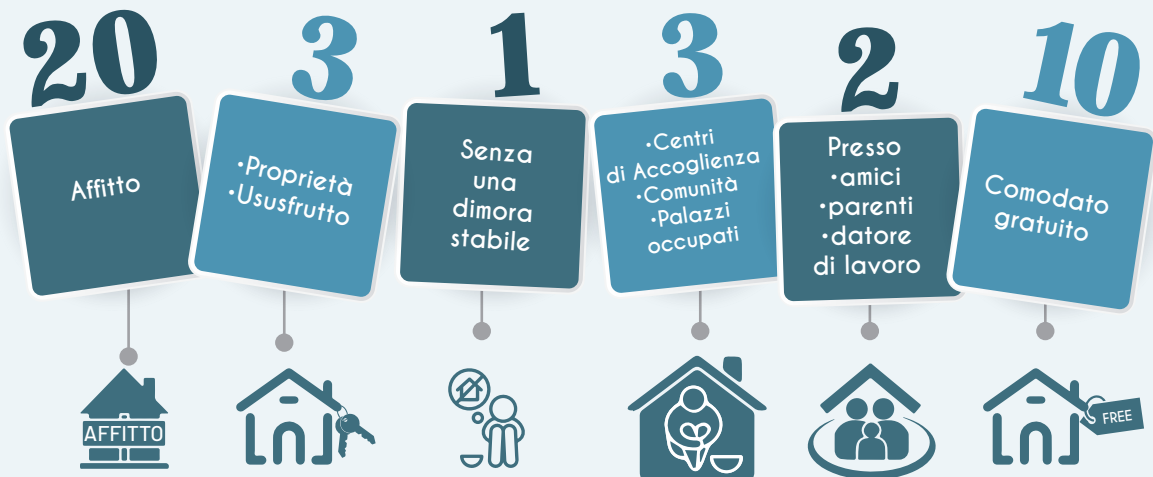 20
3
1
3
2
10
Affitto
•Proprietà
•Ususfrutto
Senza
una
dimora
stabile
•Centri
di Accoglienza
•Comunità
•Palazzi
occupati
Presso
•amici
•parenti
•datore
di lavoro
Comodato
gratuito
AFFITTO
FREE